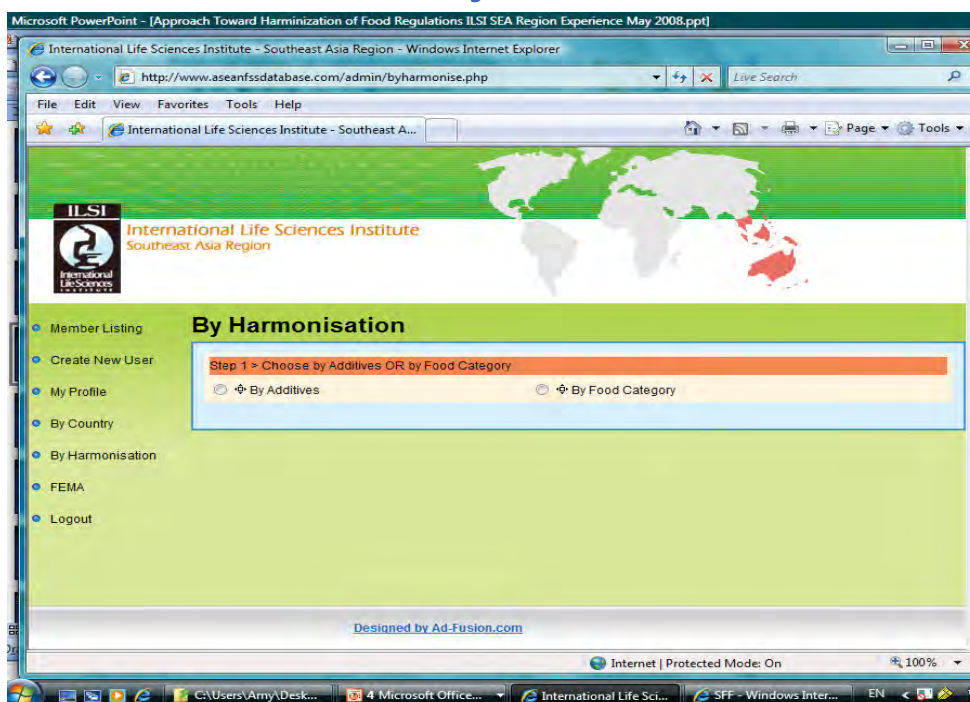 Microsoft PowerPoint - [Approach Toward Harminization of Food Regulations ILSI SEA Region Experience May 2008.ppt]
International Life Sciences Institute - Southeast Asia Region - Windows Internet Explorer
http://www.aseanfssdatabase.com/admin/byharmonise.php
Live Search
File Edit View Favorites Tools Help
International Life Sciences Institute - Southeast A...
Page Tools
ILSI
International Life Sciences Institute
Southeast Asia Region
International
Life Sciences
INSTITUTE
Member Listing
Create New User
My Profile
By Country
By Harmonisation
FEMA
Logout
By Harmonisation
Step 1 > Choose by Additives OR by Food Category
By Additives
By Food Category
Designed by Ad-Fusion.com
Internet | Protected Mode: On
100%
C:\Users\Amy\Desk...
4 Microsoft Office...
International Life Sci...
SFF - Windows Inter...
EN